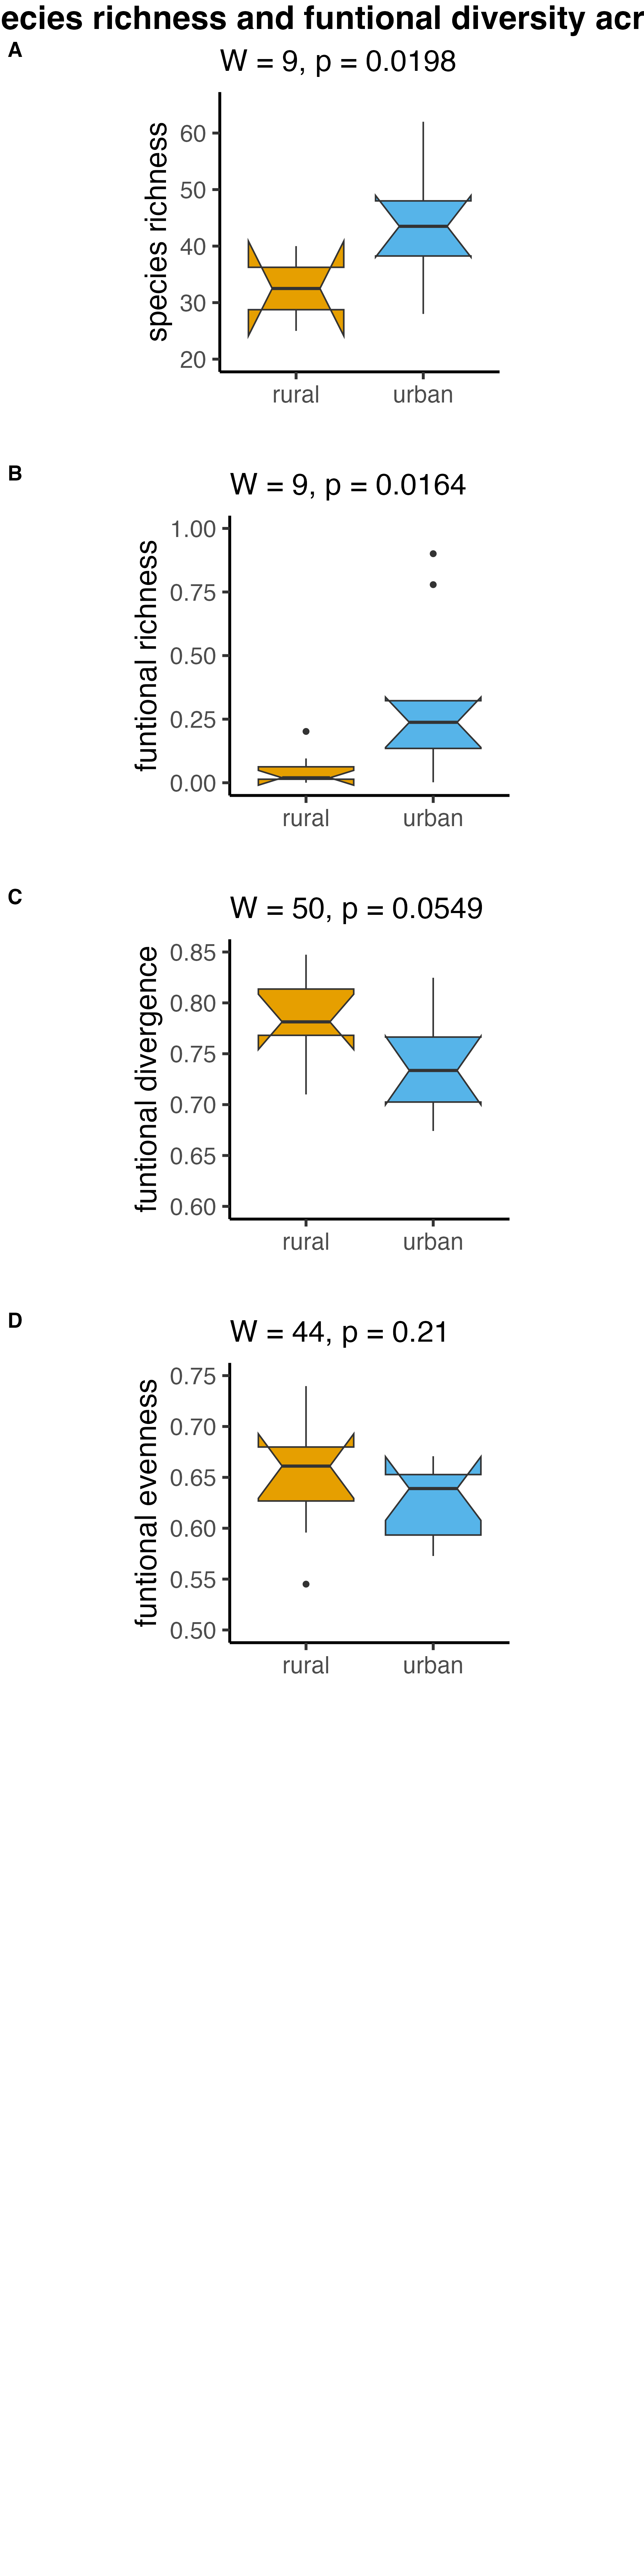 ecies richness and funtional diversity acr
A
W = 9, p = 0.0198
species richness
60
50
40
30
20
rural urban
B
W = 9, p = 0.0164
funtional richness
1.00
0.75
0.50
0.25
0.00
rural urban
C
W = 50, p = 0.0549
funtional divergence
0.85
0.80
0.75
0.70
0.65
0.60
rural urban
D
W = 44, p = 0.21
funtional evenness
0.75
0.70
0.65
0.60
0.55
0.50
rural urban